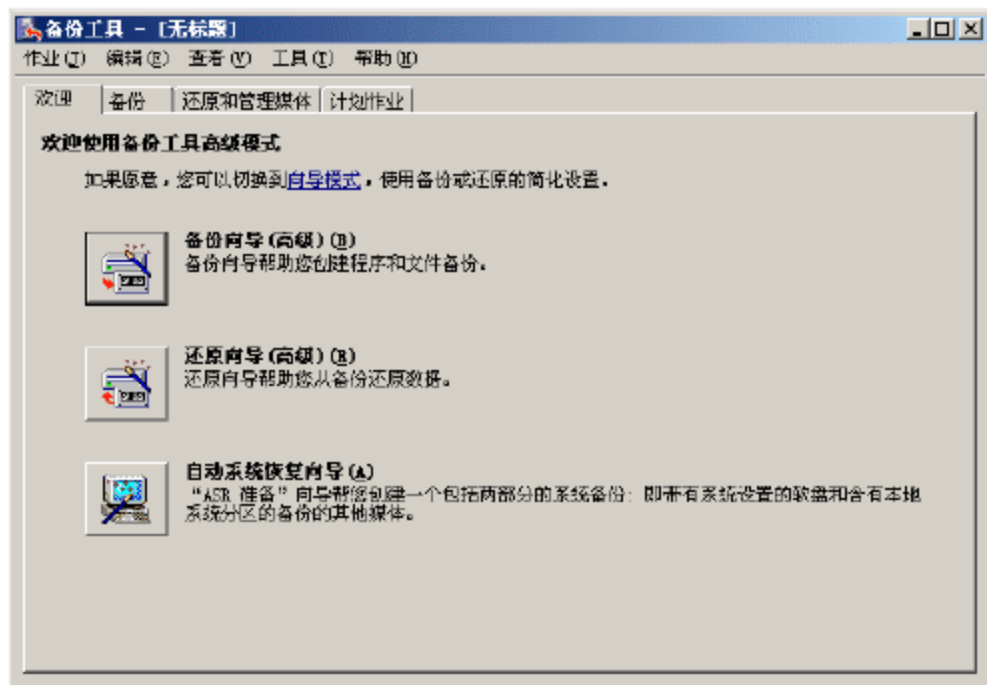 备份工具 - [无标题]
作业(J) 编辑(E) 查看(V) 工具(T) 帮助(H)
欢迎 备份 还原和管理媒体 计划作业
欢迎使用备份工具高级模式
如果愿意，您可以切换到向导模式，使用备份或还原的简化设置。
备份向导(高级)(B)
备份向导帮助您创建程序和文件备份。
还原向导(高级)(R)
还原向导帮助您从备份还原数据。
自动系统恢复向导(A)
“ASR 准备”向导帮您创建一个包括两部分的系统备份: 即带有系统设置的软盘和含有本地
系统分区的备份的其他媒体。